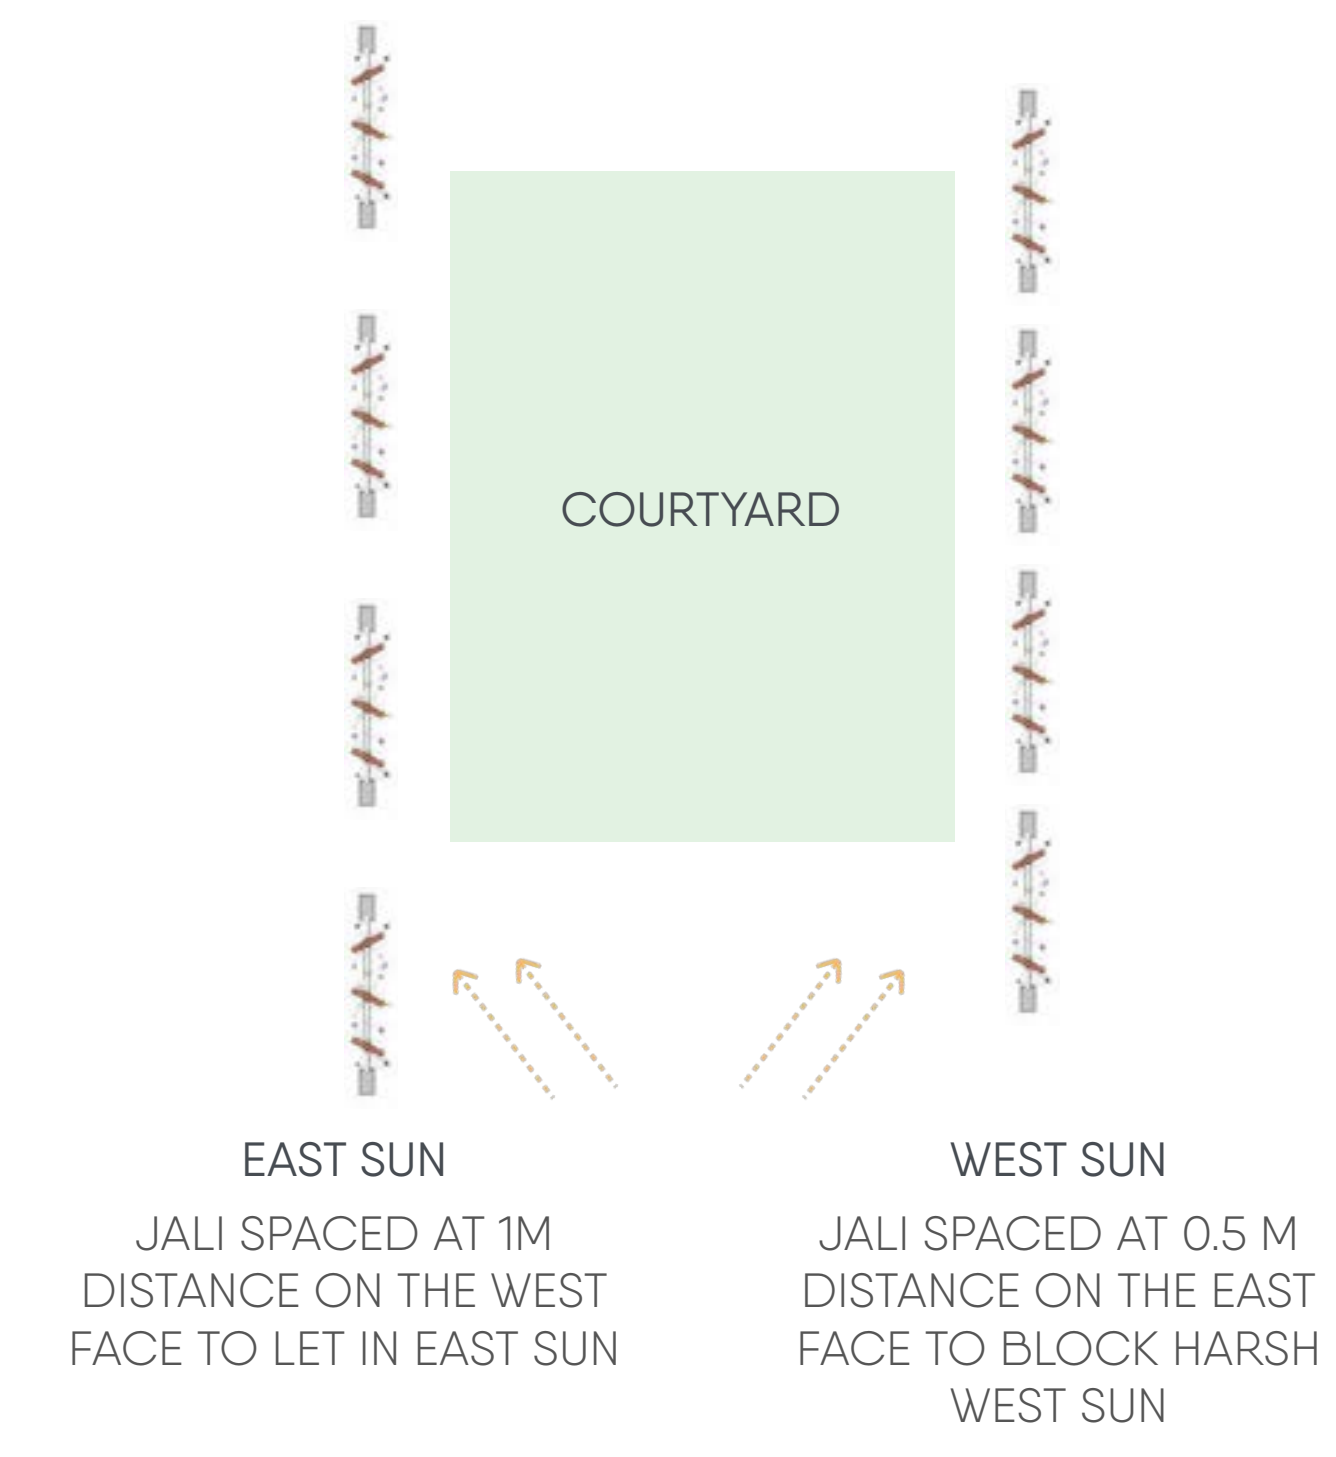 COURTYARD
EAST SUN
JALI SPACED AT 1M
DISTANCE ON THE WEST
FACE TO LET IN EAST SUN
WEST SUN
JALI SPACED AT 0.5 M
DISTANCE ON THE EAST
FACE TO BLOCK HARSH
WEST SUN